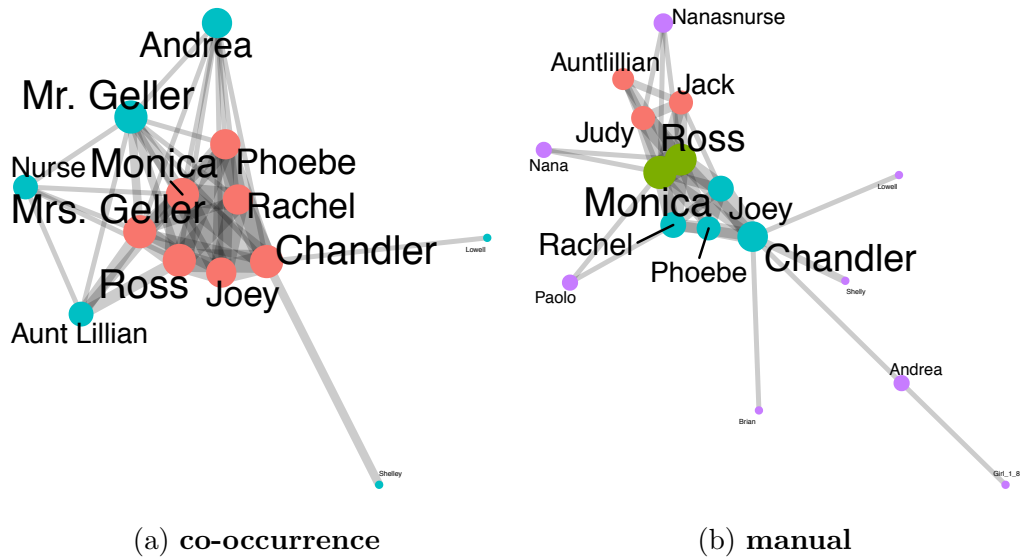 Andrea
Mr. Geller
Nurse
Monica
Phoebe
Mrs. Geller
Rachel
Chandler
Lowell
Ross
Joey
Aunt Lillian
Shelley
(a) co-occurrence
Nanasnurse
Auntlillian
Jack
Judy
Ross
Nana
Lowell
Monica
Joey
Rachel
Chandler
Phoebe
Paolo
Shelly
Andrea
Brian
Girl_1_8
(b) manual